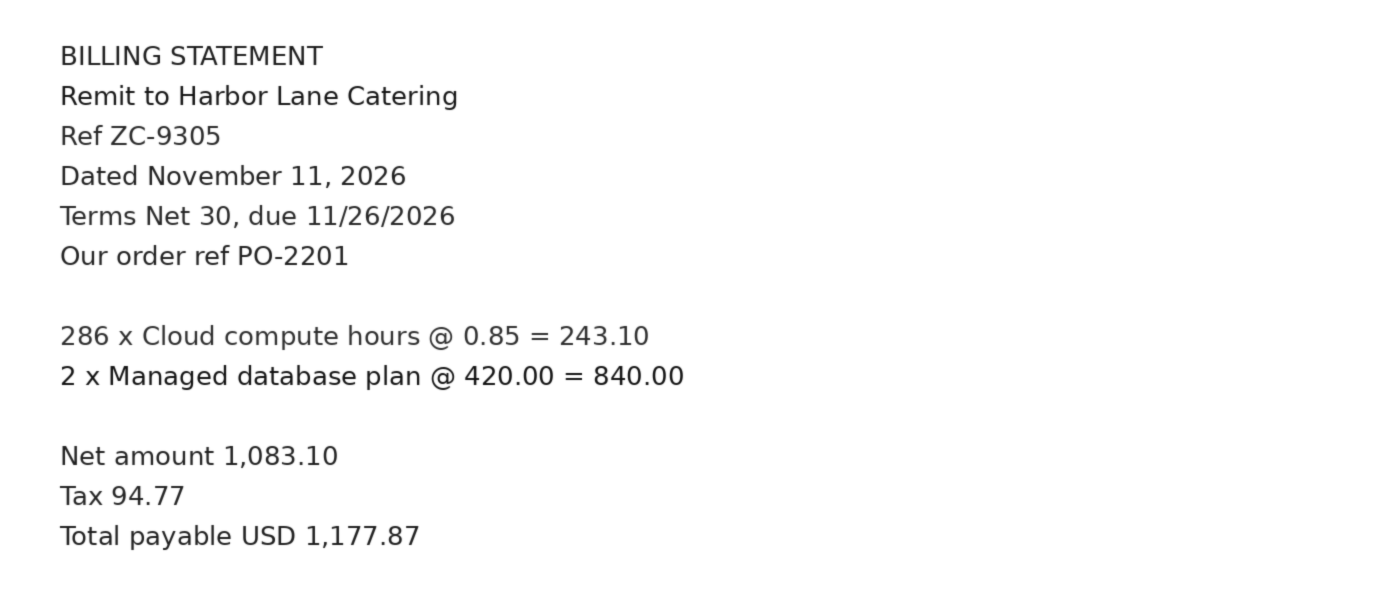 BILLING STATEMENT
Remit to Harbor Lane Catering
Ref ZC-9305
Dated November 11, 2026
Terms Net 30, due 11/26/2026
Our order ref PO-2201
286 x Cloud compute hours @ 0.85 = 243.10
2 x Managed database plan @ 420.00 = 840.00
Net amount 1,083.10
Tax 94.77
Total payable USD 1,177.87